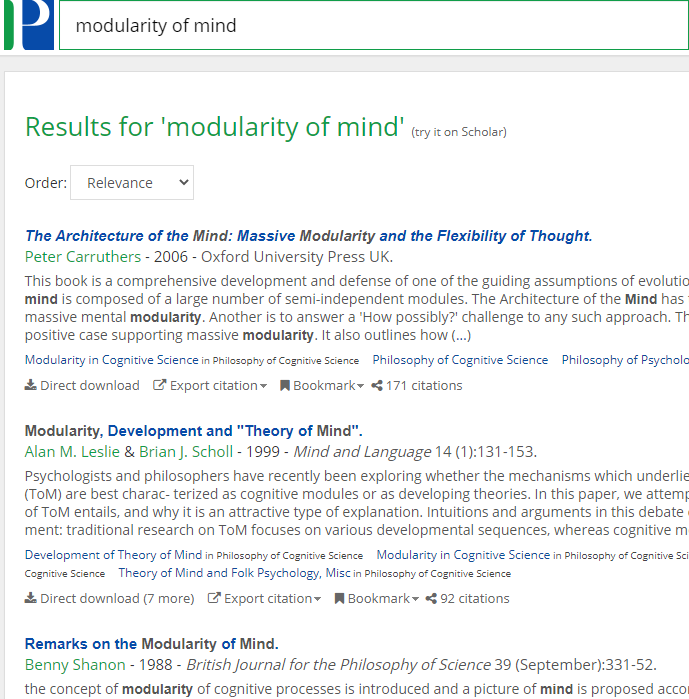 P
modularity of mind
Results for 'modularity of mind' (try it on Scholar)
Order: Relevance
The Architecture of the Mind: Massive Modularity and the Flexibility of Thought.
Peter Carruthers - 2006 - Oxford University Press UK.
This book is a comprehensive development and defense of one of the guiding assumptions of evolutio
mind is composed of a large number of semi-independent modules. The Architecture of the Mind has
massive mental modularity. Another is to answer a 'How possibly?' challenge to any such approach. Th
positive case supporting massive modularity. It also outlines how (...)
Modularity in Cognitive Science in Philosophy of Cognitive Science Philosophy of Cognitive Science Philosophy of Psycholo
Direct download Export citation Bookmark 171 citations
Modularity, Development and "Theory of Mind".
Alan M. Leslie & Brian J. Scholl - 1999 - Mind and Language 14 (1):131-153.
Psychologists and philosophers have recently been exploring whether the mechanisms which underlie
(ToM) are best charac- terized as cognitive modules or as developing theories. In this paper, we attemp
of ToM entails, and why it is an attractive type of explanation. Intuitions and arguments in this debate
ment: traditional research on ToM focuses on various developmental sequences, whereas cognitive m
Development of Theory of Mind in Philosophy of Cognitive Science Modularity in Cognitive Science in Philosophy of Cognitive Sci
Cognitive Science Theory of Mind and Folk Psychology, Misc in Philosophy of Cognitive Science
Direct download (7 more) Export citation Bookmark 92 citations
Remarks on the Modularity of Mind.
Benny Shanon - 1988 - British Journal for the Philosophy of Science 39 (September):331-52.
the concept of modularity of cognitive processes is introduced and a picture of mind is proposed accor